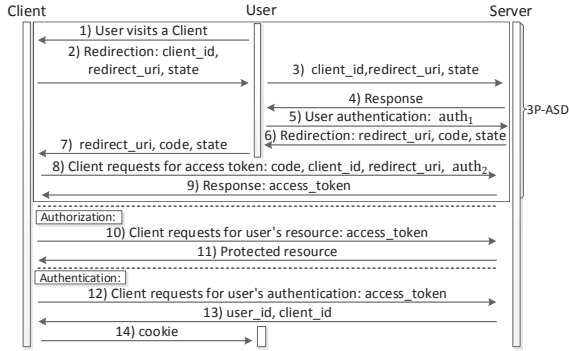 Client User Server
1) User visits a Client
2) Redirection: client_id,
redirect_uri, state
3) client_id,redirect_uri, state
4) Response
3P-ASD
5) User authentication: auth1
6) Redirection: redirect_uri, code, state
7) redirect_uri, code, state
8) Client requests for access token: code, client_id, redirect_uri, auth2
9) Response: access_token
Authorization:
10) Client requests for user's resource: access_token
11) Protected resource
Authentication:
12) Client requests for user's authentication: access_token
13) user_id, client_id
14) cookie